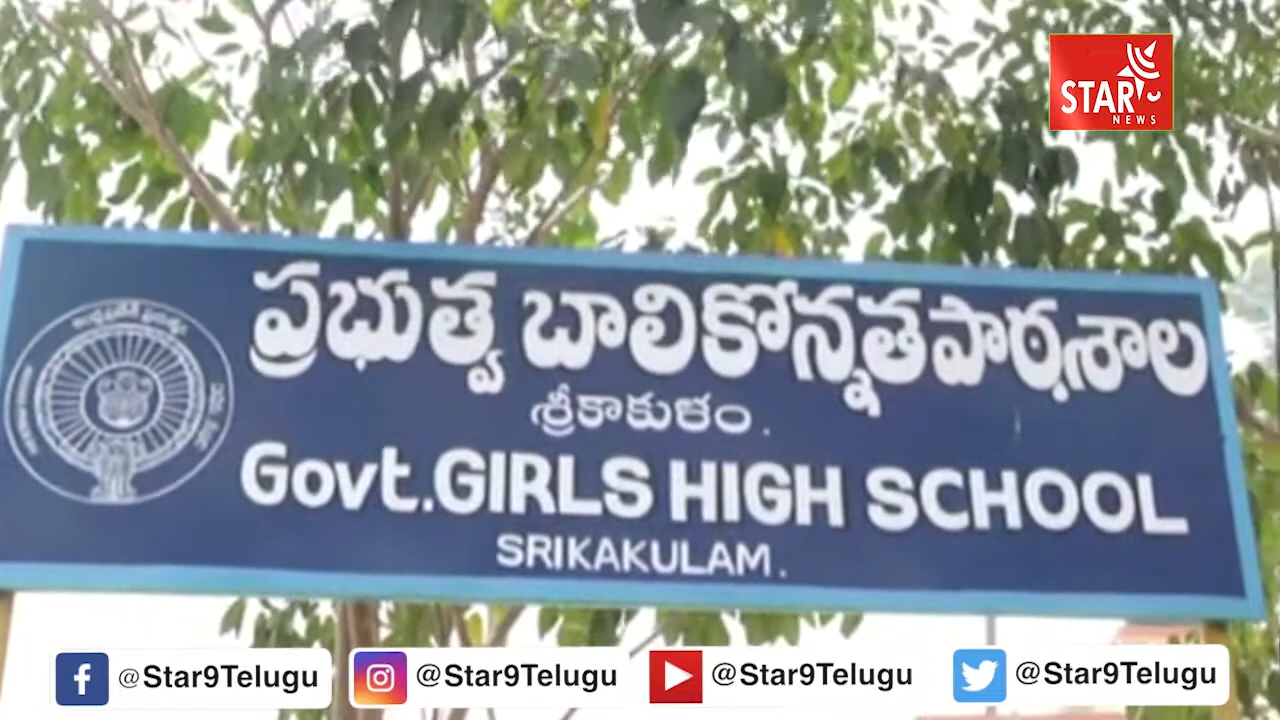 STAR
NEWS
ప్రభుత్వ బాలికోన్నతపాఠశాల
శ్రీకాకుళం.
Govt. GIRLS HIGH SCHOOL
SRIKAKULAM.
@Star9Telugu @Star9Telugu @Star9Telugu @Star9Telugu